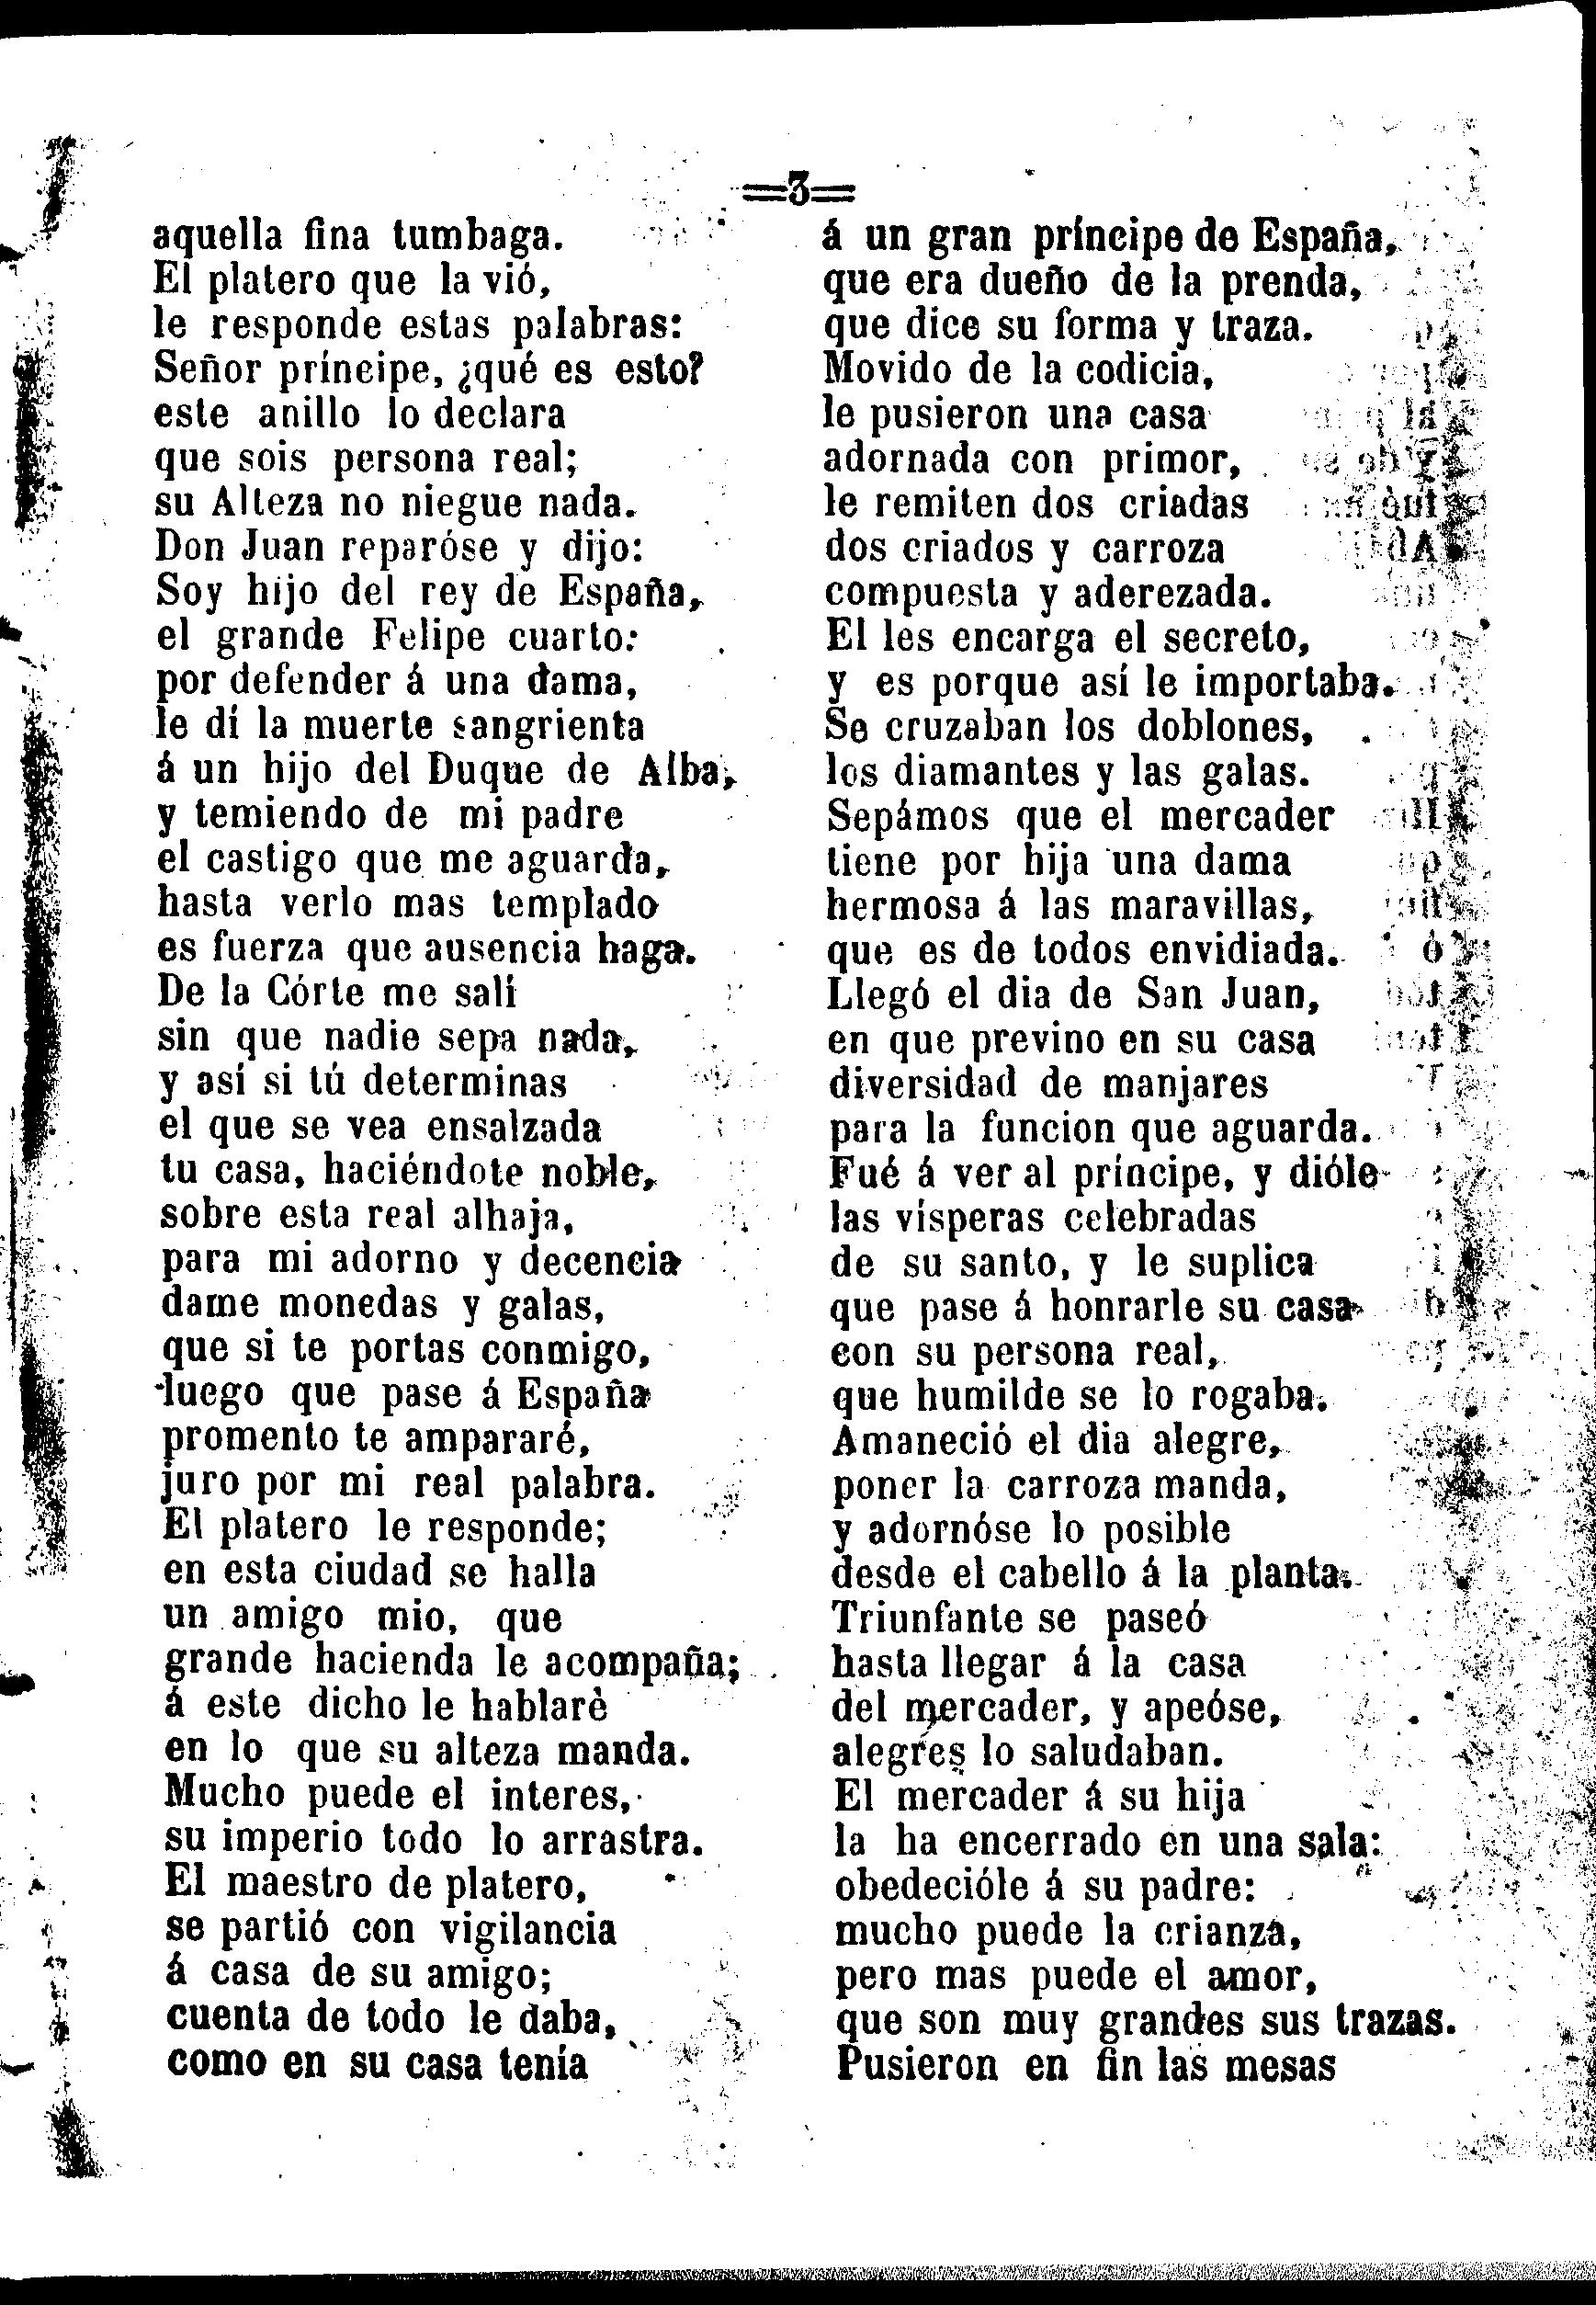 =3=
aquella fina tumbaga.
El platero que la vió,
le responde estas palabras:
Señor príncipe, ¿qué es esto?
este anillo lo declara
que sois persona real;
su Alteza no niegue nada.
Don Juan reparóse y dijo:
Soy hijo del rey de España,
el grande Felipe cuarto:
por defender á una dama,
le dí la muerte sangrienta
á un hijo del Duque de Alba,
y temiendo de mi padre
el castigo que me aguarda,
hasta verlo mas templado
es fuerza que ausencia haga.
De la Córte me salí
sin que nadie sepa nada,
y así si tú determinas
el que se vea ensalzada
tu casa, haciéndote noble,
sobre esta real alhaja,
para mi adorno y decencia
dame monedas y galas,
que si te portas conmigo,
luego que pase á España
promento te ampararé,
juro por mi real palabra.
El platero le responde;
en esta ciudad se halla
un amigo mio, que
grande hacienda le acompaña;
á este dicho le hablarè
en lo que su alteza manda.
Mucho puede el interes,
su imperio todo lo arrastra.
El maestro de platero,
se partió con vigilancia
á casa de su amigo;
cuenta de todo le daba,
como en su casa tenía
á un gran príncipe de España,
que era dueño de la prenda,
que dice su forma y traza.
Movido de la codicia,
le pusieron una casa
adornada con primor,
le remiten dos criadas
dos criados y carroza
compuesta y aderezada.
El les encarga el secreto,
y es porque así le importaba.
Se cruzaban los doblones,
los diamantes y las galas.
Sepámos que el mercader
tiene por hija una dama
hermosa á las maravillas,
que es de todos envidiada.
Llegó el dia de San Juan,
en que previno en su casa
diversidad de manjares
para la funcion que aguarda.
Fué á ver al príncipe, y dióle
las vísperas celebradas
de su santo, y le suplica
que pase á honrarle su casa
con su persona real,
que humilde se lo rogaba.
Amaneció el dia alegre,
poner la carroza manda,
y adornóse lo posible
desde el cabello á la planta.
Triunfante se paseó
hasta llegar á la casa
del mercader, y apeóse,
alegres lo saludaban.
El mercader á su hija
la ha encerrado en una sala:
obedecióle á su padre:
mucho puede la crianza,
pero mas puede el amor,
que son muy grandes sus trazas.
Pusieron en fin las mesas